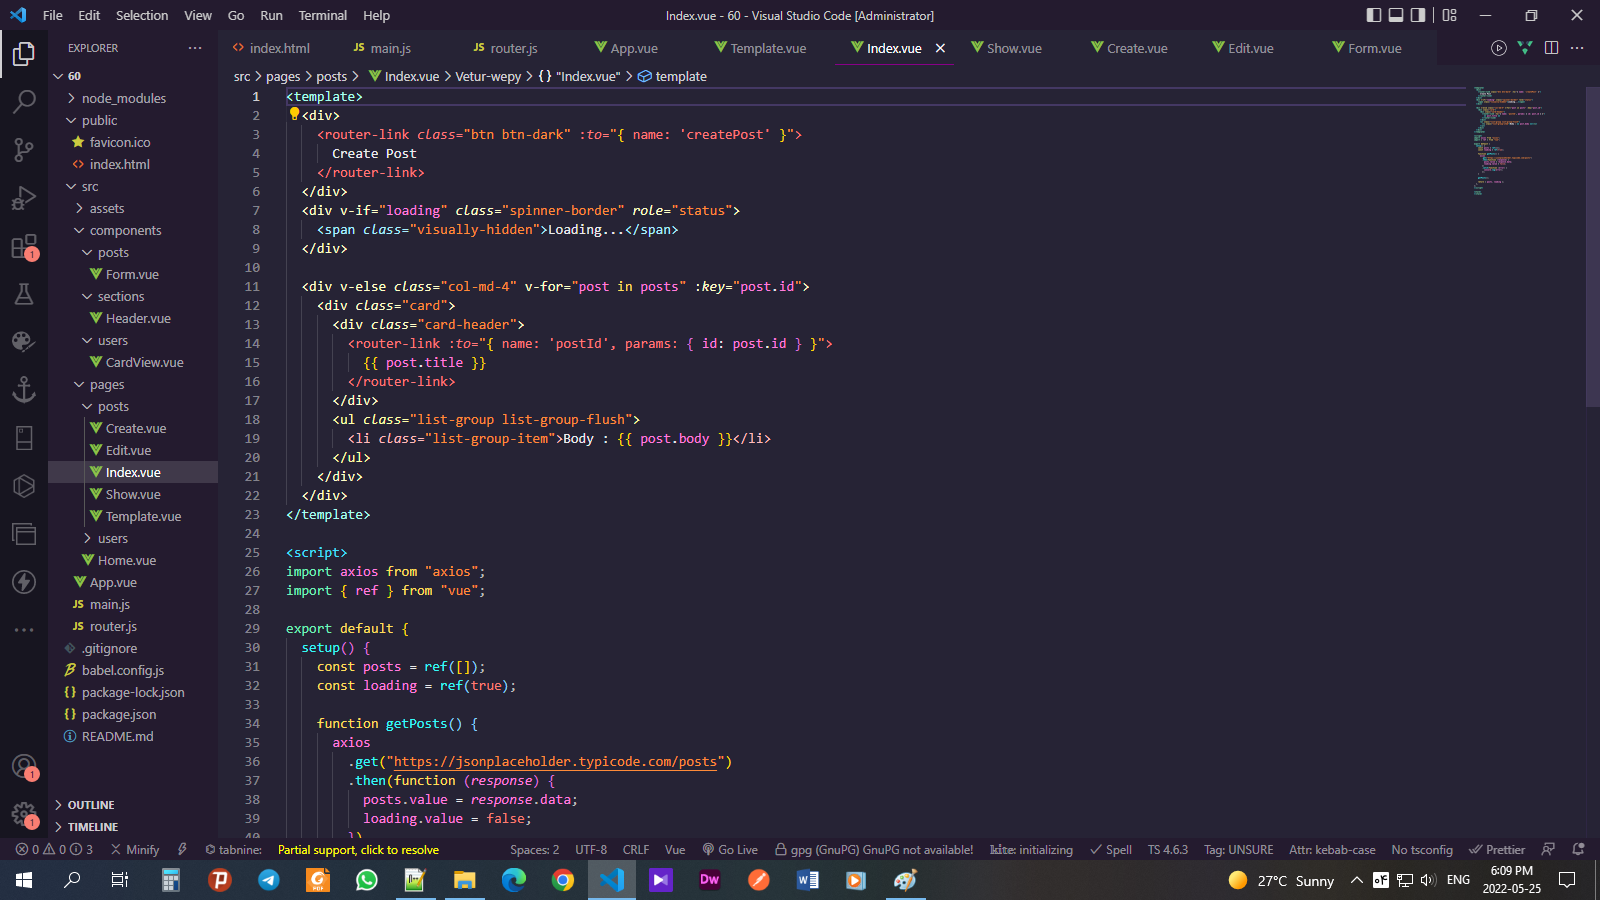 File Edit Selection View Go Run Terminal Help
Index.vue - 60 - Visual Studio Code [Administrator]
EXPLORER
index.html main.js router.js App.vue Template.vue Index.vue Show.vue Create.vue Edit.vue Form.vue
src > pages > posts > Index.vue > Vetur-wepy > {} "Index.vue" > template
60
node_modules
public
favicon.ico
index.html
src
assets
components
posts
Form.vue
sections
Header.vue
users
CardView.vue
pages
posts
Create.vue
Edit.vue
Index.vue
Show.vue
Template.vue
users
Home.vue
App.vue
main.js
router.js
.gitignore
babel.config.js
package-lock.json
package.json
README.md
OUTLINE
TIMELINE
1 <template>
2 <div>
3 <router-link class="btn btn-dark" :to="{ name: 'createPost' }">
4 Create Post
5 </router-link>
6 </div>
7 <div v-if="loading" class="spinner-border" role="status">
8 <span class="visually-hidden">Loading...</span>
9 </div>
10
11 <div v-else class="col-md-4" v-for="post in posts" :key="post.id">
12 <div class="card">
13 <div class="card-header">
14 <router-link :to="{ name: 'postId', params: { id: post.id } }">
15 {{ post.title }}
16 </router-link>
17 </div>
18 <ul class="list-group list-group-flush">
19 <li class="list-group-item">Body : {{ post.body }}</li>
20 </ul>
21 </div>
22 </div>
23 </template>
24
25 <script>
26 import axios from "axios";
27 import { ref } from "vue";
28
29 export default {
30 setup() {
31 const posts = ref([]);
32 const loading = ref(true);
33
34 function getPosts() {
35 axios
36 .get("https://jsonplaceholder.typicode.com/posts")
37 .then(function (response) {
38 posts.value = response.data;
39 loading.value = false;
40 })
0 0 3 Minify tabnine: Partial support, click to resolve Spaces: 2 UTF-8 CRLF Vue Go Live gpg (GnuPG) GnuPG not available! kite: initializing Spell TS 4.6.3 Tag: UNSURE Attr: kebab-case No tsconfig Prettier
27°C Sunny ENG 6:09 PM
2022-05-25